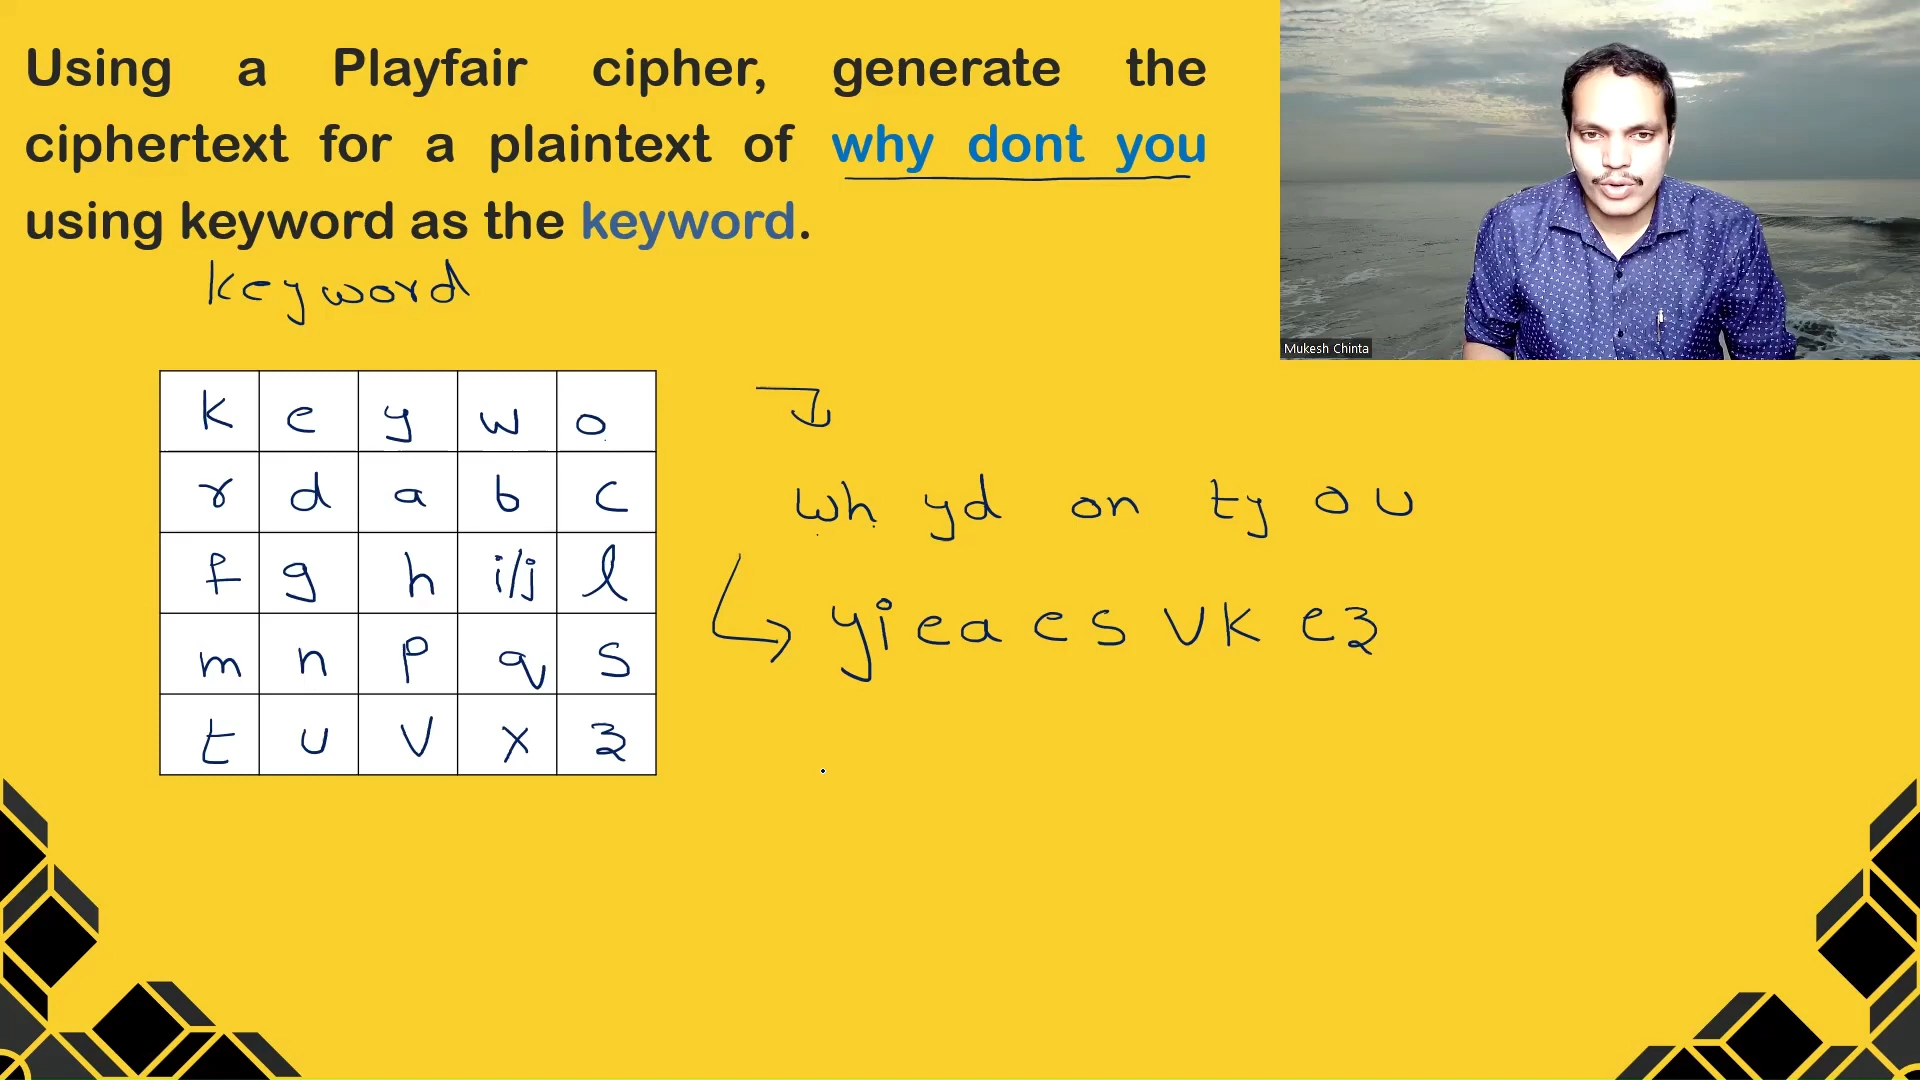 Using a Playfair cipher, generate the
ciphertext for a plaintext of why dont you
using keyword as the keyword.
keyword
k e y w o
r d a b c
f g h i/j l
m n p q s
t u v x z
wh yd on ty ou
yi ea es vk ez
Mukesh Chinta